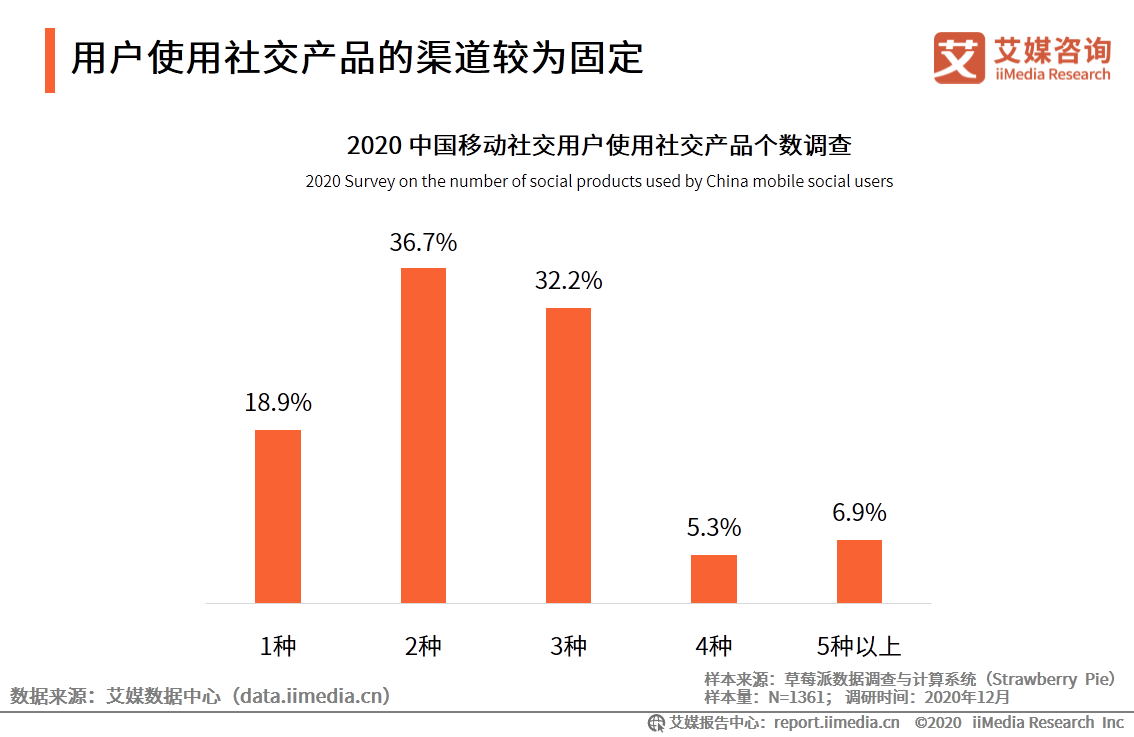 用户使用社交产品的渠道较为固定
艾 艾媒咨询
iiMedia Research
2020 中国移动社交用户使用社交产品个数调查
2020 Survey on the number of social products used by China mobile social users
36.7%
32.2%
18.9%
6.9%
5.3%
1种 2种 3种 4种 5种以上
数据来源：艾媒数据中心（data.iimedia.cn）
样本来源：草莓派数据调查与计算系统（Strawberry Pie）
样本量：N=1361； 调研时间：2020年12月
艾媒报告中心：report.iimedia.cn ©2020 iiMedia Research Inc